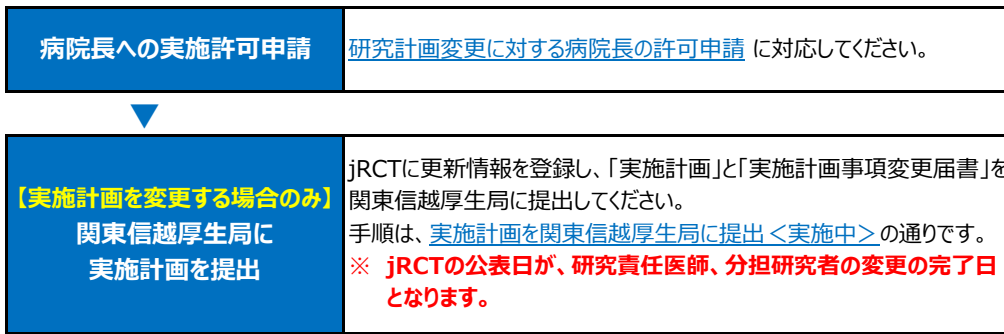 病院長への実施許可申請
研究計画変更に対する病院長の許可申請 に対応してください。
▼
【実施計画を変更する場合のみ】
関東信越厚生局に
実施計画を提出
jRCTに更新情報を登録し、「実施計画」と「実施計画事項変更届書」を
関東信越厚生局に提出してください。
手順は、実施計画を関東信越厚生局に提出＜実施中＞の通りです。
※ jRCTの公表日が、研究責任医師、分担研究者の変更の完了日
となります。